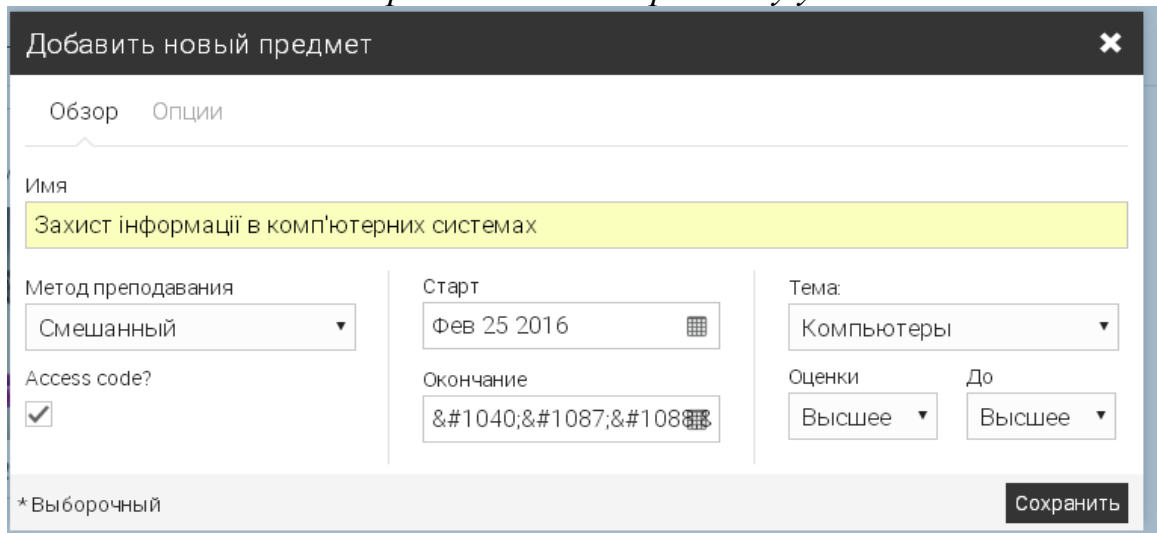 Добавить новый предмет
Обзор Опции
Имя
Захист інформації в комп'ютерних системах
Метод преподавания Старт Тема:
Смешанный Фев 25 2016 Компьютеры
Access code? Окончание Оценки До
&#1040;&#1087;&#1088 Высшее Высшее
*Выборочный Сохранить